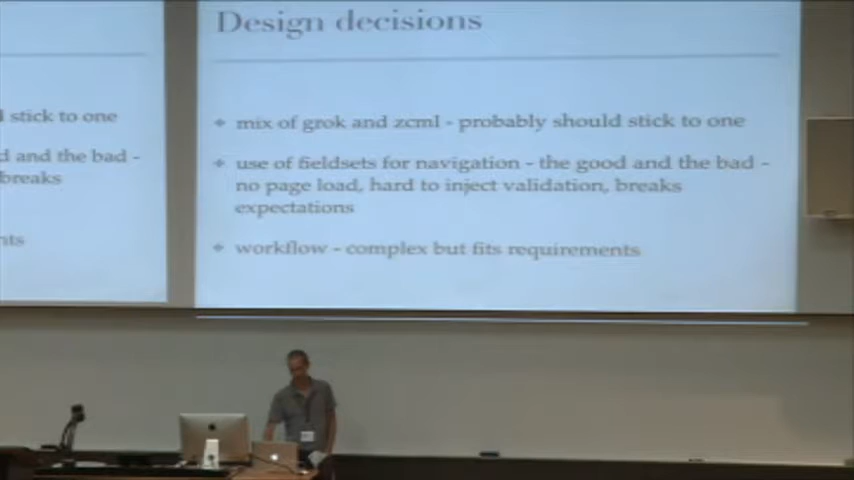 Design decisions
l stick to one
mix of grok and zcml - probably should stick to one
d and the bad -
breaks
use of fieldsets for navigation - the good and the bad -
no page load, hard to inject validation, breaks
expectations
nts
workflow - complex but fits requirements